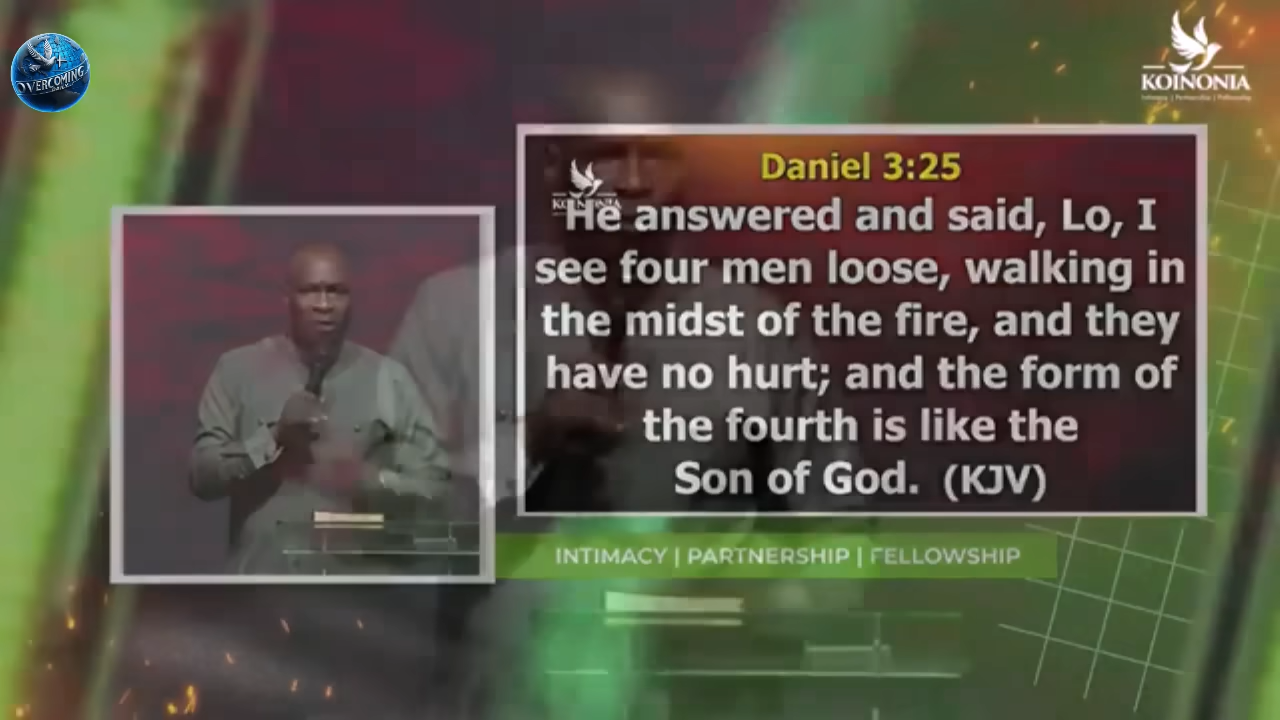 OVERCOMING
KOINONIA
Intimacy | Partnership | Fellowship
KOINONIA
Daniel 3:25
He answered and said, Lo, I
see four men loose, walking in
the midst of the fire, and they
have no hurt; and the form of
the fourth is like the
Son of God. (KJV)
INTIMACY | PARTNERSHIP | FELLOWSHIP